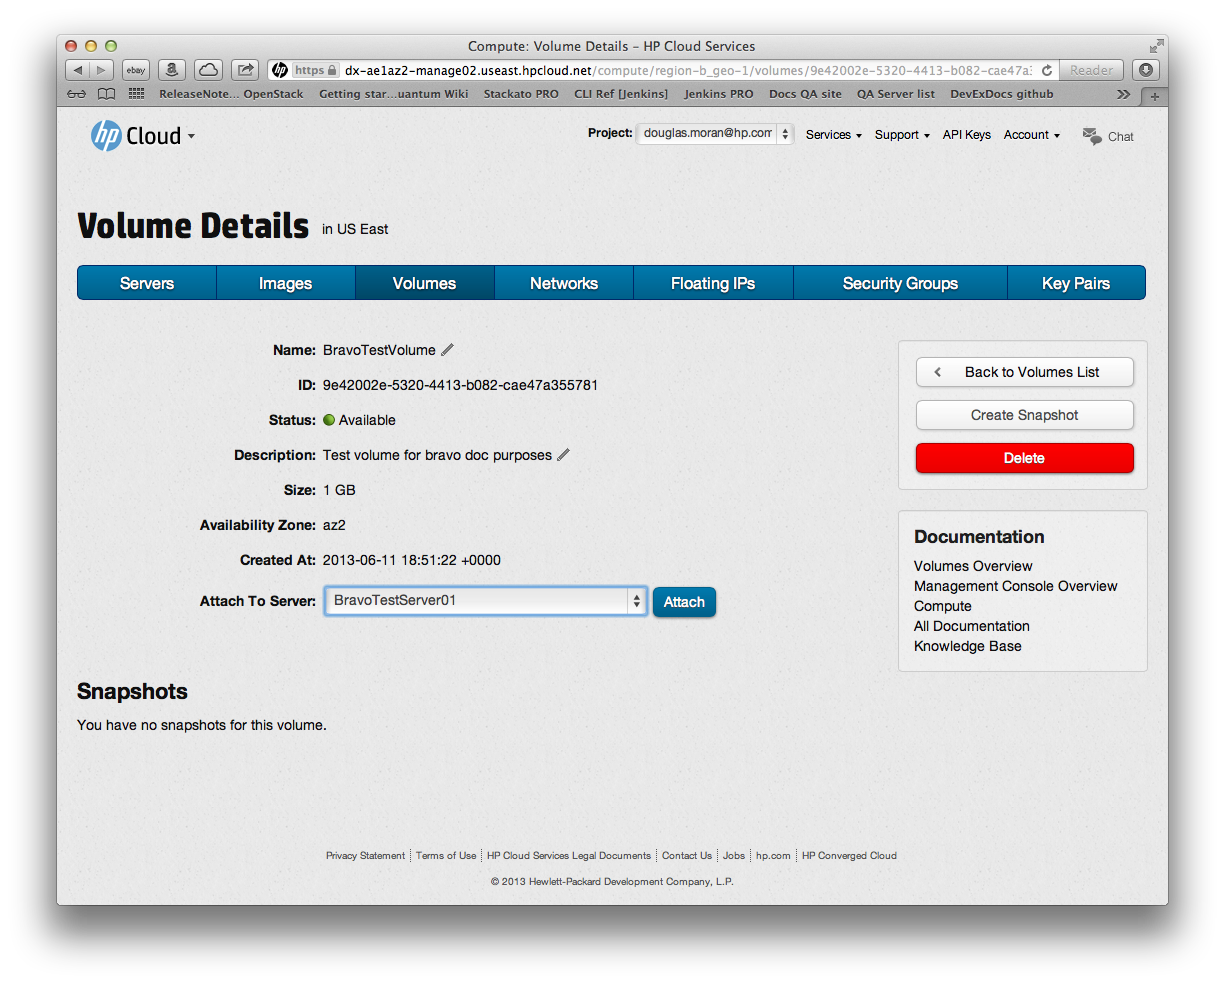 Compute: Volume Details – HP Cloud Services
ebay a hp https dx-ae1az2-manage02.useast.hpcloud.net/compute/region-b_geo-1/volumes/9e42002e-5320-4413-b082-cae47a3 Reader
ReleaseNote... OpenStack Getting star...uantum Wiki Stackato PRO CLI Ref [Jenkins] Jenkins PRO Docs QA site QA Server list DevExDocs github
hp Cloud Project: douglas.moran@hp.com Services Support API Keys Account Chat
Volume Details in US East
Servers Images Volumes Networks Floating IPs Security Groups Key Pairs
Name: BravoTestVolume
ID: 9e42002e-5320-4413-b082-cae47a355781
Status: Available
Description: Test volume for bravo doc purposes
Size: 1 GB
Availability Zone: az2
Created At: 2013-06-11 18:51:22 +0000
Attach To Server: BravoTestServer01 Attach
Back to Volumes List
Create Snapshot
Delete
Documentation
Volumes Overview
Management Console Overview
Compute
All Documentation
Knowledge Base
Snapshots
You have no snapshots for this volume.
Privacy Statement Terms of Use HP Cloud Services Legal Documents Contact Us Jobs hp.com HP Converged Cloud
© 2013 Hewlett-Packard Development Company, L.P.